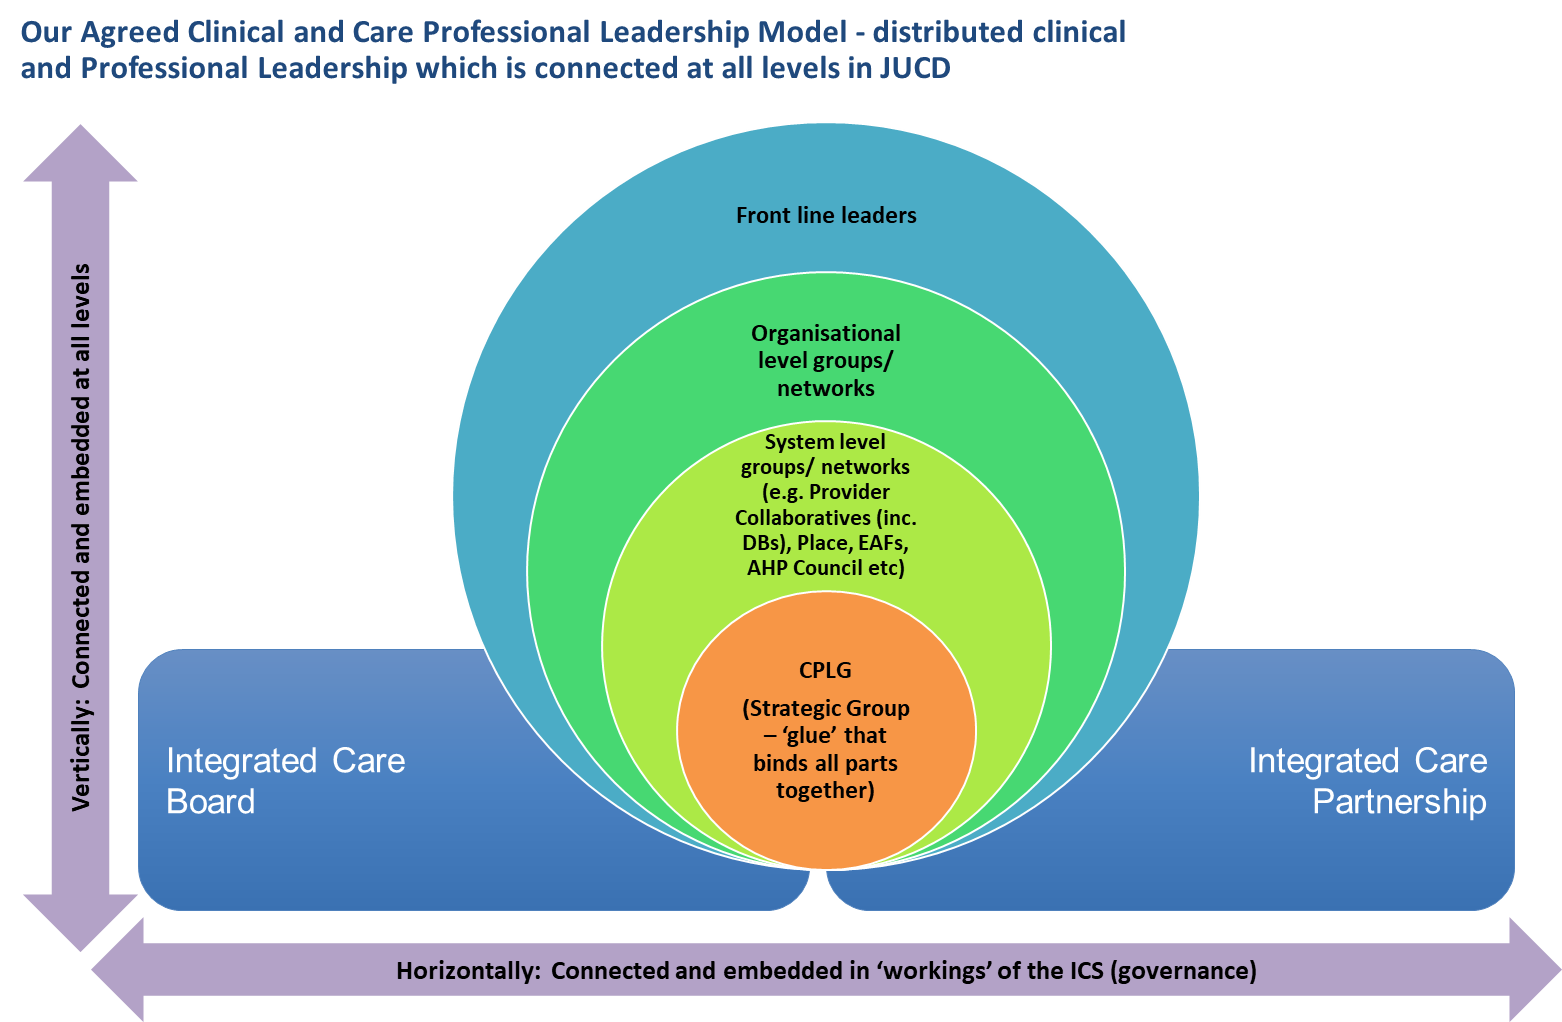 Our Agreed Clinical and Care Professional Leadership Model - distributed clinical
and Professional Leadership which is connected at all levels in JUCD
Vertically: Connected and embedded at all levels
Front line leaders
Organisational
level groups/
networks
System level
groups/ networks
(e.g. Provider
Collaboratives (inc.
DBs), Place, EAFs,
AHP Council etc)
CPLG
(Strategic Group
– ‘glue’ that
binds all parts
together)
Integrated Care
Board
Integrated Care
Partnership
Horizontally: Connected and embedded in ‘workings’ of the ICS (governance)